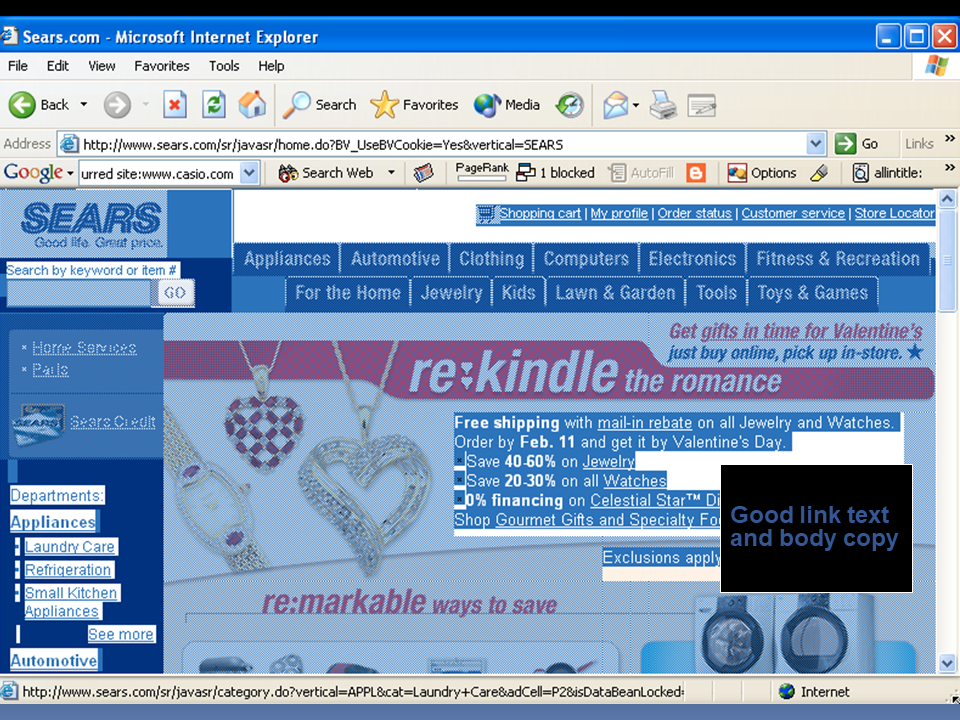 Sears.com - Microsoft Internet Explorer
File Edit View Favorites Tools Help
Back Search Favorites Media
Address http://www.sears.com/sr/javasr/home.do?BV_UseBVCookie=Yes&vertical=SEARS Go Links »
Google urred site:www.casio.com Search Web PageRank 1 blocked AutoFill Options allintitle: »
SEARS
Good life. Great price.
Shopping cart | My profile | Order status | Customer service | Store Locator
Search by keyword or item #
GO
Appliances Automotive Clothing Computers Electronics Fitness & Recreation
For the Home Jewelry Kids Lawn & Garden Tools Toys & Games
Home Services
Parts
Sears Credit
Get gifts in time for Valentine's
just buy online, pick up in-store.
re:kindle the romance
Free shipping with mail-in rebate on all Jewelry and Watches.
Order by Feb. 11 and get it by Valentine's Day.
Save 40-60% on Jewelry
Save 20-30% on all Watches
0% financing on Celestial Star™ Di
Shop Gourmet Gifts and Specialty Fo
Exclusions apply
Good link text
and body copy
Departments:
Appliances
Laundry Care
Refrigeration
Small Kitchen
Appliances
See more
Automotive
re:markable ways to save
http://www.sears.com/sr/javasr/category.do?vertical=APPL&cat=Laundry+Care&adCell=P2&isDataBeanLocked= Internet